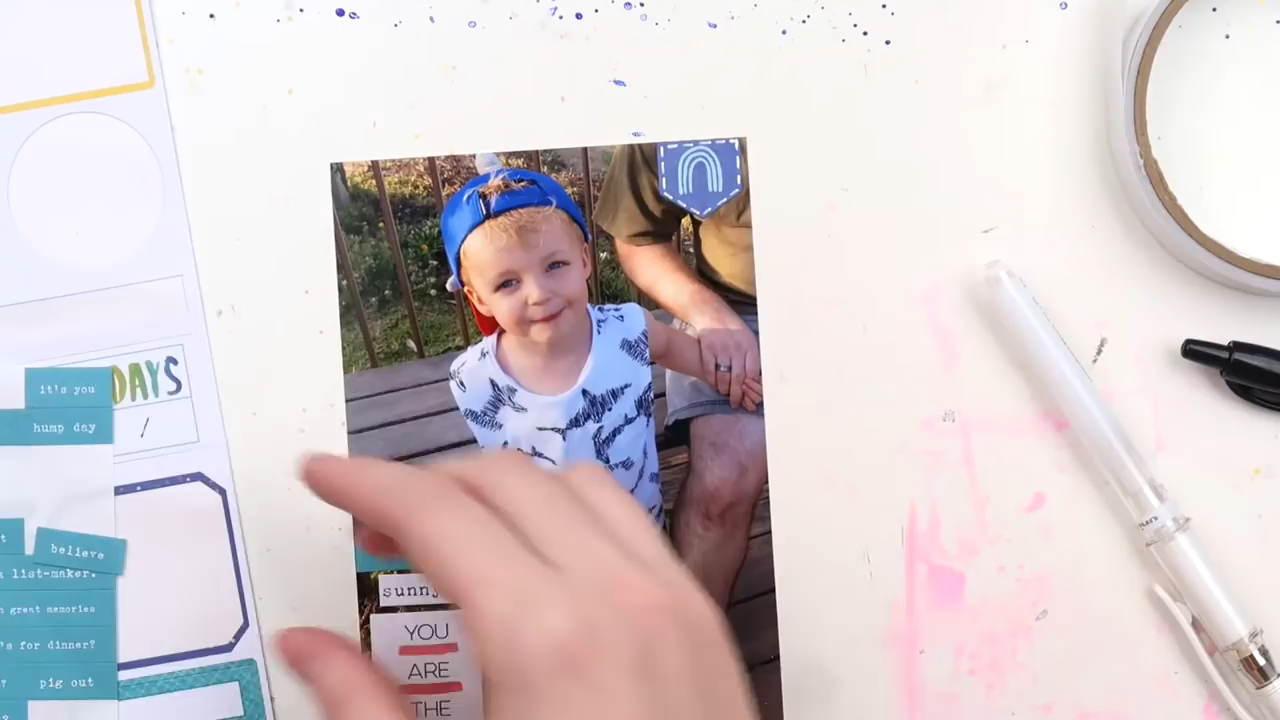 DAYS
it's you
hump day
believe
list-maker.
great memories
for dinner?
pig out
sunny
YOU
ARE
THE